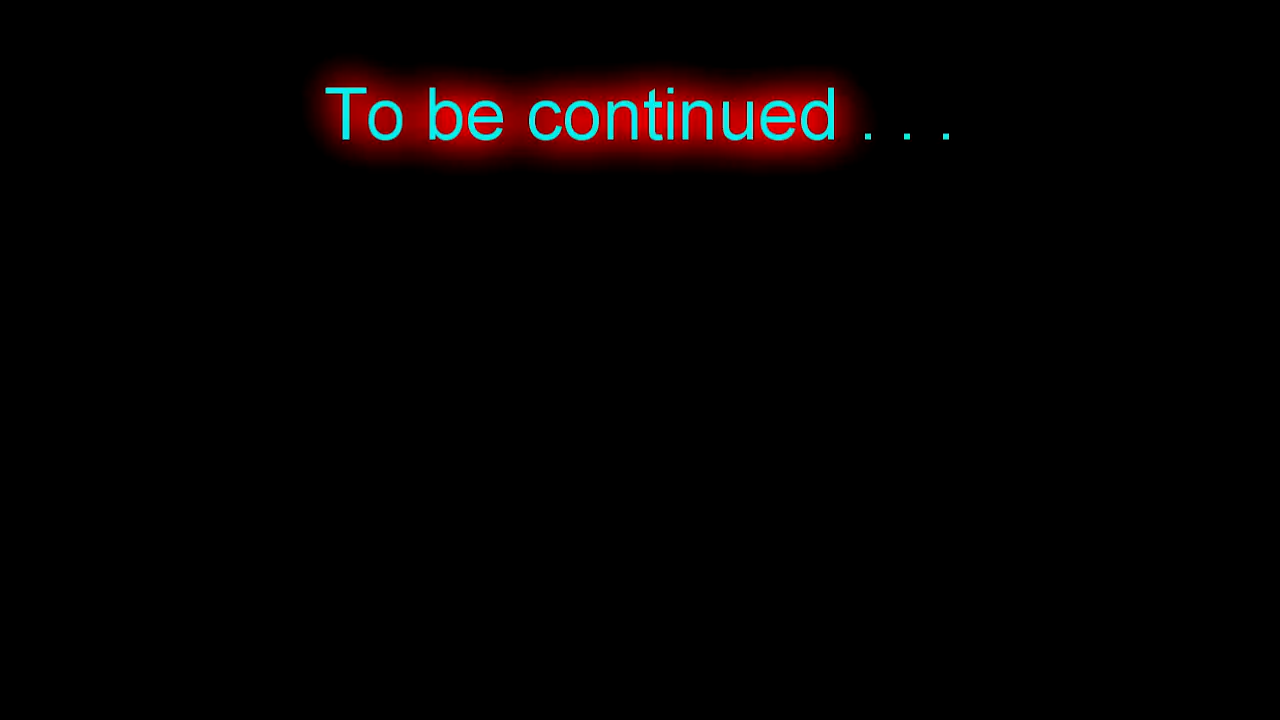 To be continued . . .